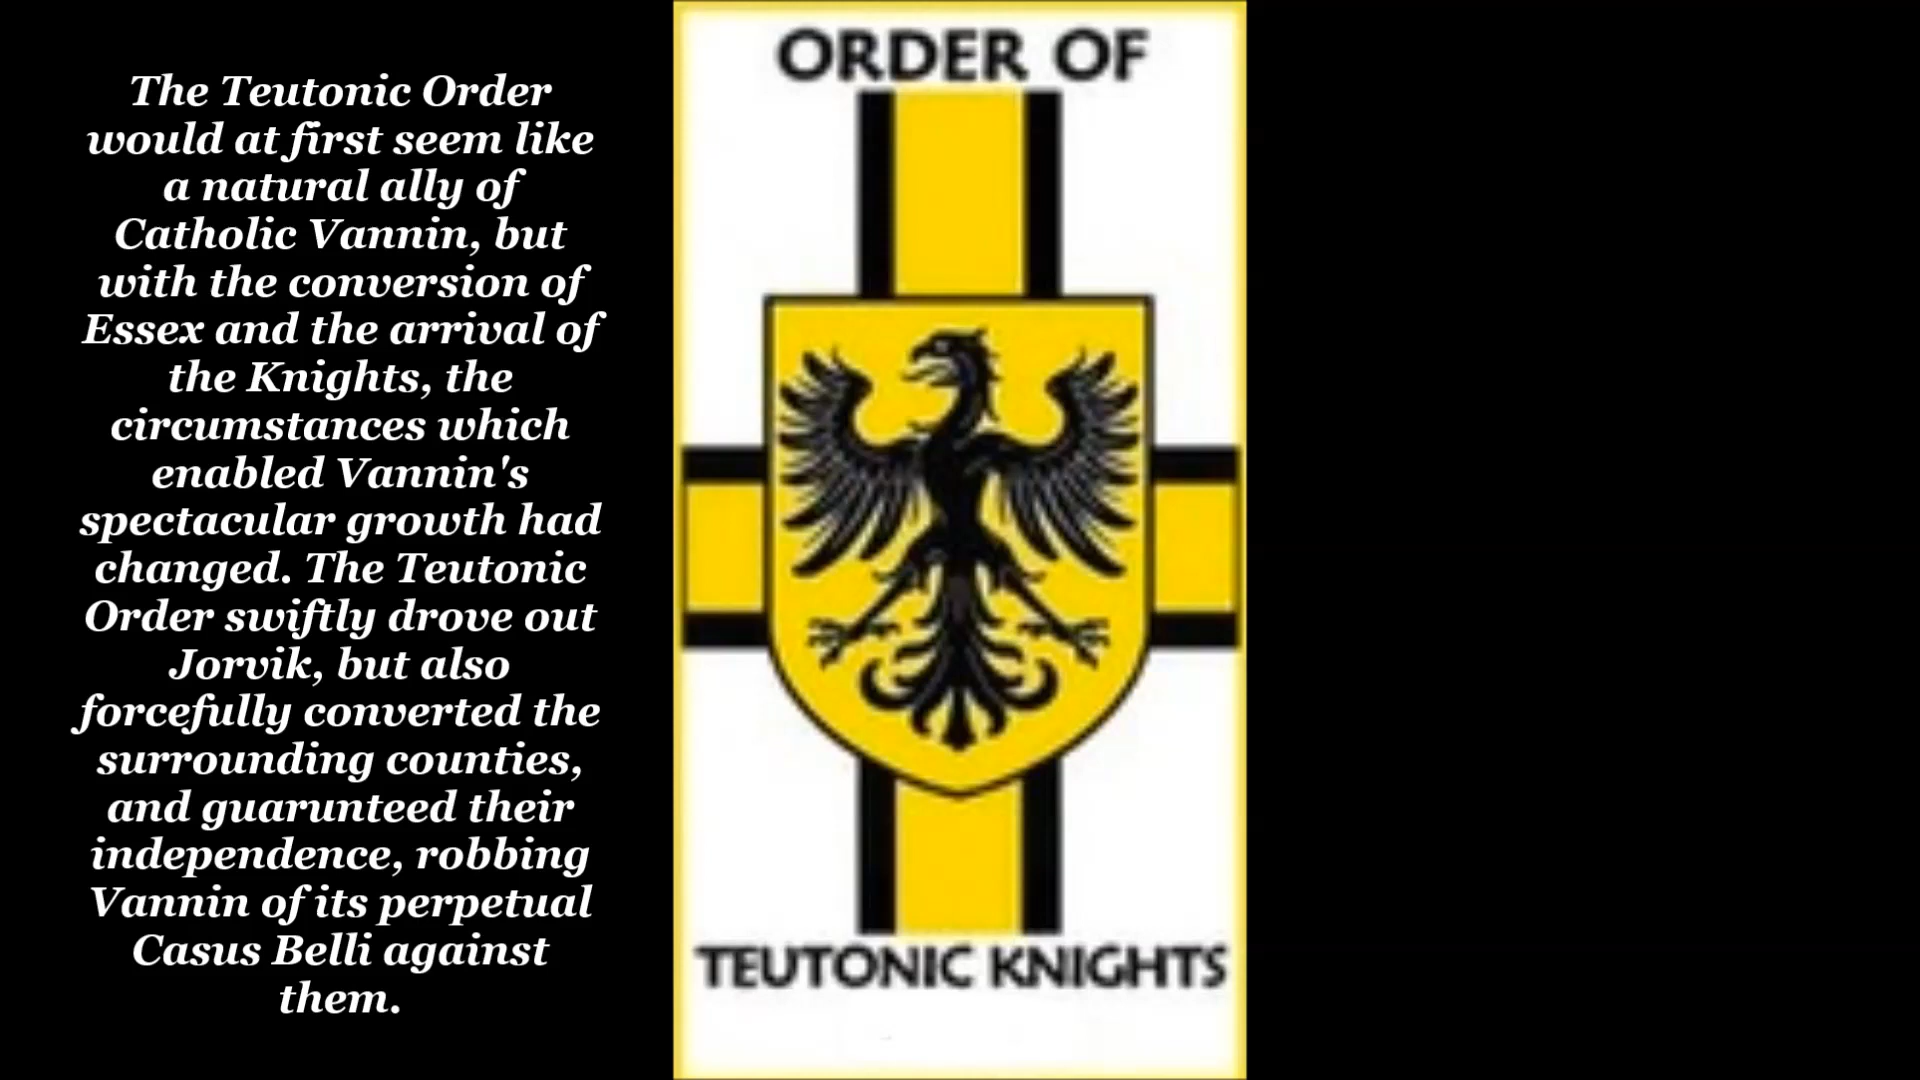 The Teutonic Order
would at first seem like
a natural ally of
Catholic Vannin, but
with the conversion of
Essex and the arrival of
the Knights, the
circumstances which
enabled Vannin's
spectacular growth had
changed. The Teutonic
Order swiftly drove out
Jorvik, but also
forcefully converted the
surrounding counties,
and guarunteed their
independence, robbing
Vannin of its perpetual
Casus Belli against
them.
ORDER OF
TEUTONIC KNIGHTS